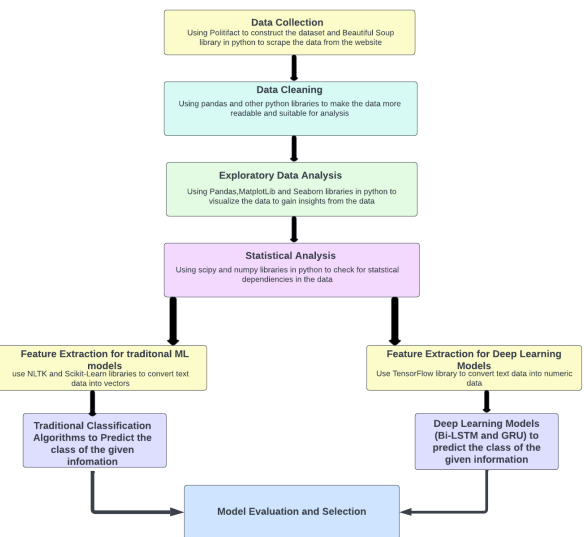 Data Collection
Using Politifact to construct the dataset and Beautiful Soup
library in python to scrape the data from the website
Data Cleaning
Using pandas and other python libraries to make the data more
readable and suitable for analysis
Exploratory Data Analysis
Using Pandas,MatplotLib and Seaborn libraries in python to
visualize the data to gain insights from the data
Statistical Analysis
Using scipy and numpy libraries in python to check for statstical
dependiencies in the data
Feature Extraction for traditonal ML
models
use NLTK and Scikit-Learn libraries to convert text
data into vectors
Feature Extraction for Deep Learning
Models
Use TensorFlow library to convert text data into numeric
data
Traditional Classification
Algorithms to Predict the
class of the given
infomation
Deep Learning Models
(Bi-LSTM and GRU) to
predict the class of the
given information
Model Evaluation and Selection